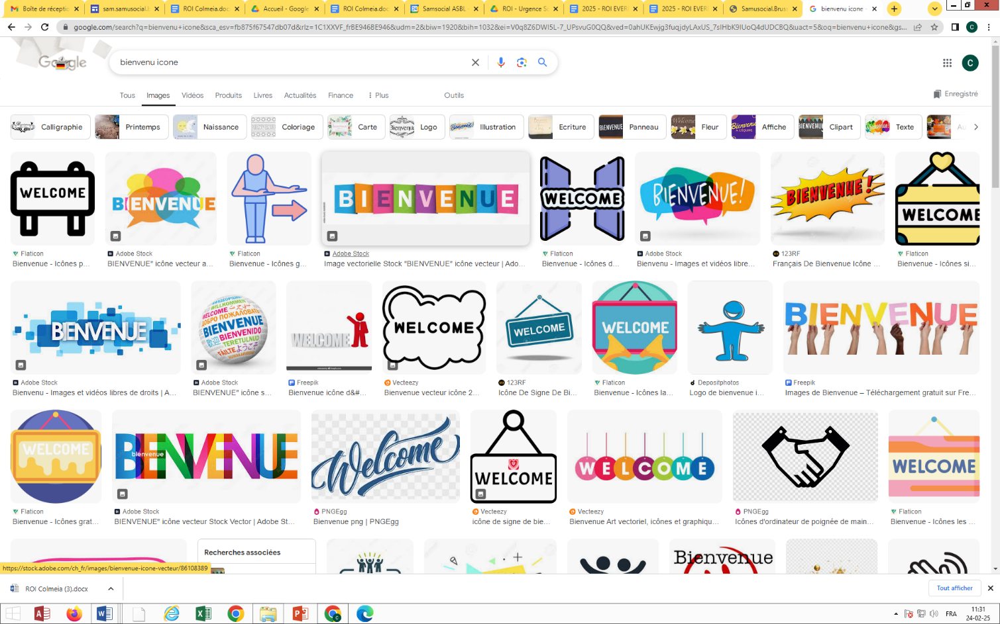 Boîte de réceptio
sam.samusocial.b
ROI Colmeia.doc
Accueil - Google
ROI Colmeia.doc
Samsocial ASBL -
ROI - Urgence S
2025 - ROI EVER
2025 - ROI EVER
Samusocial.Bruss
bienvenu icone -
google.com/search?q=bienvenu+icone&sca_esv=fb875f67547db07d&rlz=1C1XXVF_frBE946BE946&udm=2&biw=1920&bih=1032&ei=V0q8Z6DWI5L-7_UPsvuG0QQ&ved=0ahUKEwjg3fuqjdyLAxUS_7sIHbK9IUoQ4dUDCBQ&uact=5&oq=bienvenu+icone&gs...
bienvenu icone
Tous Images Vidéos Produits Livres Actualités Finance Plus Outils
Enregistré
Calligraphie Printemps Naissance Coloriage Carte Logo Illustration Ecriture Panneau Fleur Affiche Clipart Texte
WELCOME
BIENVENUE
BIENVENUE
WELCOME
BIENVENUE!
BIENVENUE!
WELCOME
Flaticon
Bienvenue - Icônes p...
Adobe Stock
BIENVENUE" icône vecteur a...
Flaticon
Bienvenue - Icônes g...
Adobe Stock
Image vectorielle Stock "BIENVENUE" icône vecteur | Ado...
Flaticon
Bienvenue - Icônes d...
Adobe Stock
Bienvenu - Images et vidéos libre...
123RF
Français De Bienvenue Icône ...
Flaticon
Bienvenue - Icônes si...
BIENVENUE
WILLKOMMEN
WELCOME
ДОБРО ПОЖАЛОВАТЬ
BIENVENUE
BIENVENIDO
歓迎 BIENVENUE
TERETULNUD
FÀILTE ようこそ
WELCOME
WELCOME
WELCOME
WELCOME
BIENVENUE
Adobe Stock
Bienvenu - Images et vidéos libres de droits | A...
Adobe Stock
BIENVENUE" icône s...
Freepik
Bienvenue icône d&#...
Vecteezy
Bienvenue vecteur icône 2...
123RF
Icône De Signe De Bi...
Flaticon
Bienvenue - Icônes la...
Depositphotos
Logo de bienvenue i...
Freepik
Images de Bienvenue – Téléchargement gratuit sur Fre...
WELCOME
BIENVENUE
bienvenue
Welcome
WELCOME
WELCOME
WELCOME
Flaticon
Bienvenue - Icônes grat...
Adobe Stock
BIENVENUE" icône vecteur Stock Vector | Adobe St...
PNGEgg
Bienvenue png | PNGEgg
Vecteezy
icône de signe de bie...
Vecteezy
Bienvenue Art vectoriel, icônes et graphiqu...
PNGEgg
Icônes d'ordinateur de poignée de main...
Flaticon
Bienvenue - Icônes les ...
Recherches associées
Bienvenue
https://stock.adobe.com/ch_fr/images/bienvenue-icone-vecteur/86108389
ROI Colmeia (3).docx
Tout afficher
FRA
11:31
24-02-25